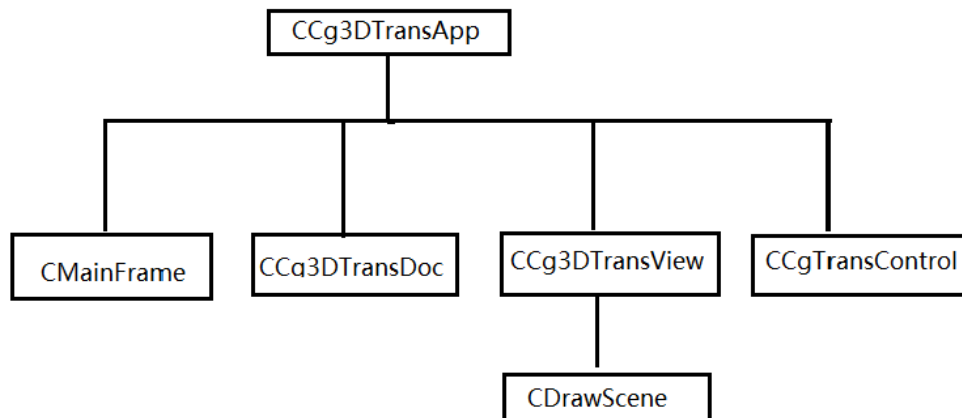 CCg3DTransApp
CMainFrame
CCg3DTransDoc
CCg3DTransView
CCgTransControl
CDrawScene